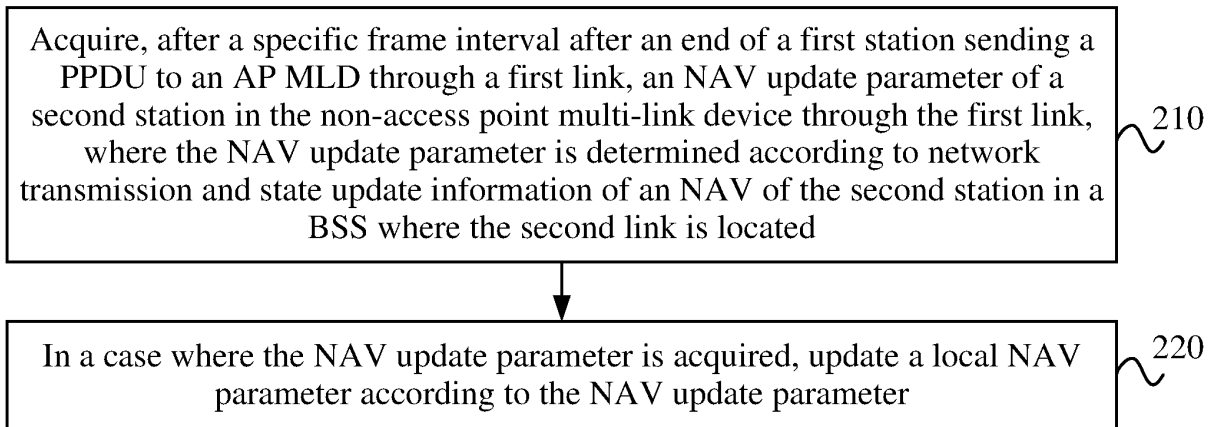 Acquire, after a specific frame interval after an end of a first station sending a
PPDU to an AP MLD through a first link, an NAV update parameter of a
second station in the non-access point multi-link device through the first link,
where the NAV update parameter is determined according to network
transmission and state update information of an NAV of the second station in a
BSS where the second link is located
210
In a case where the NAV update parameter is acquired, update a local NAV
parameter according to the NAV update parameter
220